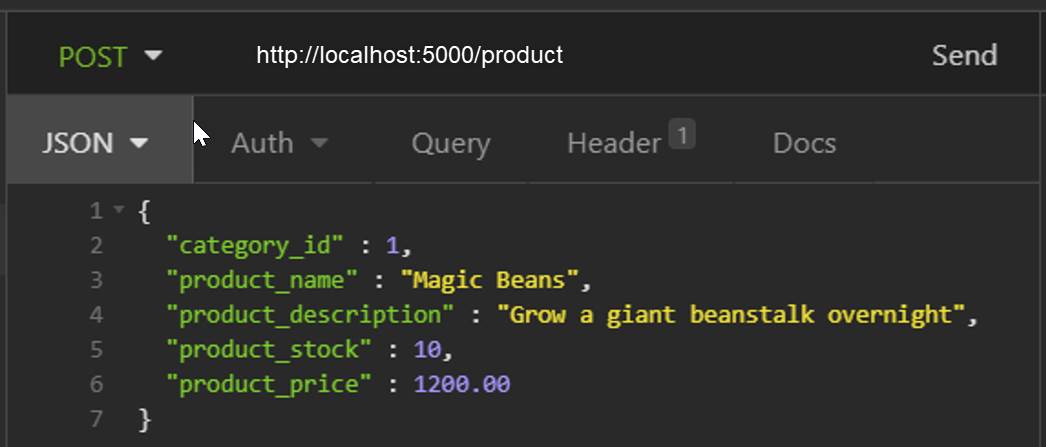 POST http://localhost:5000/product Send
JSON Auth Query Header 1 Docs
1 {
2 "category_id" : 1,
3 "product_name" : "Magic Beans",
4 "product_description" : "Grow a giant beanstalk overnight",
5 "product_stock" : 10,
6 "product_price" : 1200.00
7 }